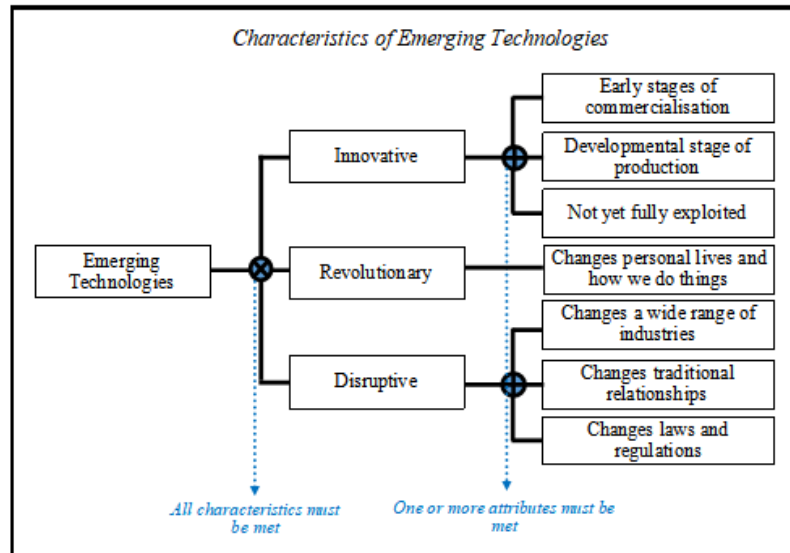 Characteristics of Emerging Technologies
Early stages of
commercialisation
Innovative
Developmental stage of
production
Not yet fully exploited
Emerging
Technologies
Revolutionary
Changes personal lives and
how we do things
Changes a wide range of
industries
Disruptive
Changes traditional
relationships
Changes laws and
regulations
All characteristics must
be met
One or more attributes must be
met